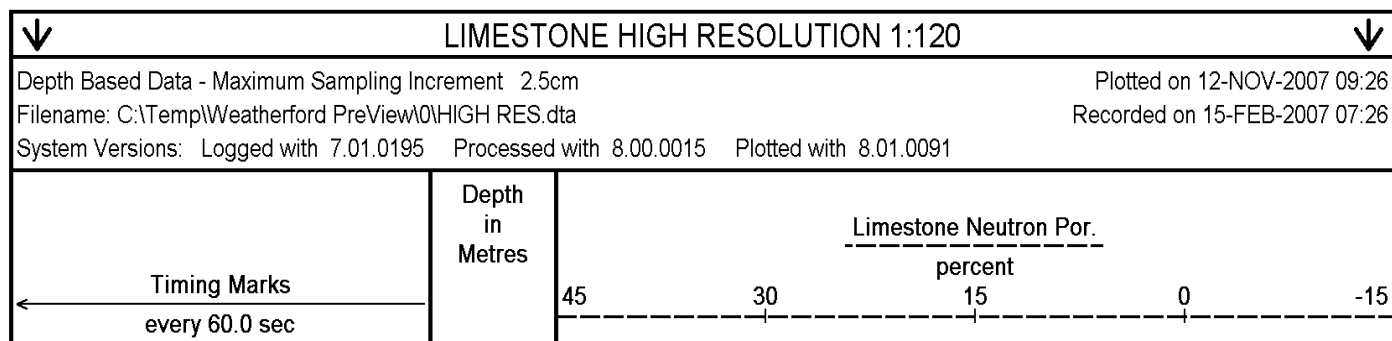 LIMESTONE HIGH RESOLUTION 1:120
Depth Based Data - Maximum Sampling Increment 2.5cm
Plotted on 12-NOV-2007 09:26
Filename: C:\Temp\Weatherford PreView\0\HIGH RES.dta
Recorded on 15-FEB-2007 07:26
System Versions: Logged with 7.01.0195 Processed with 8.00.0015 Plotted with 8.01.0091
Timing Marks
every 60.0 sec
Depth
in
Metres
Limestone Neutron Por.
percent
45 30 15 0 -15